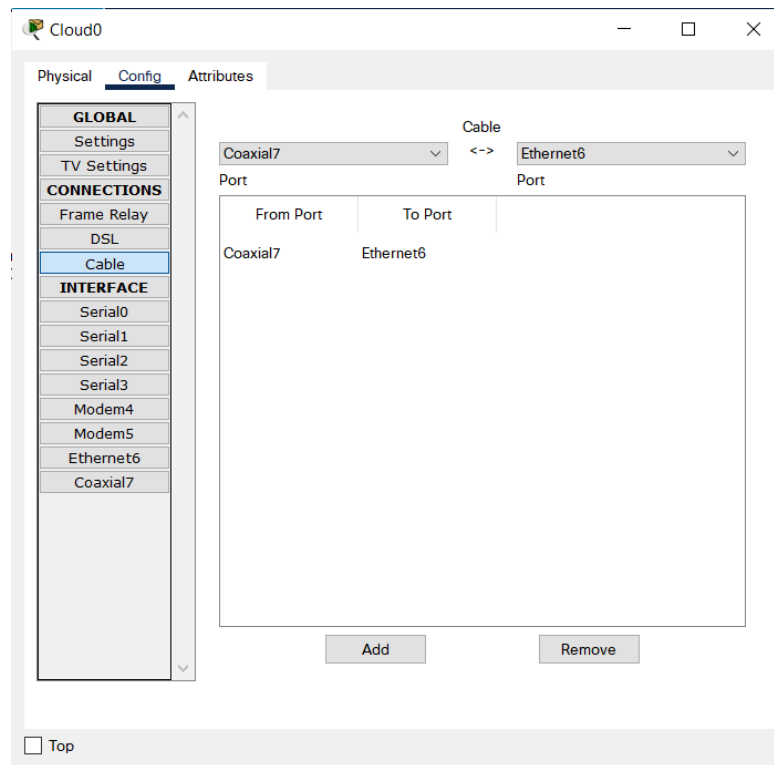 Cloud0
Physical Config Attributes
GLOBAL
Settings
TV Settings
CONNECTIONS
Frame Relay
DSL
Cable
INTERFACE
Serial0
Serial1
Serial2
Serial3
Modem4
Modem5
Ethernet6
Coaxial7
Cable
Coaxial7 <-> Ethernet6
Port Port
From Port To Port
Coaxial7 Ethernet6
Add Remove
Top